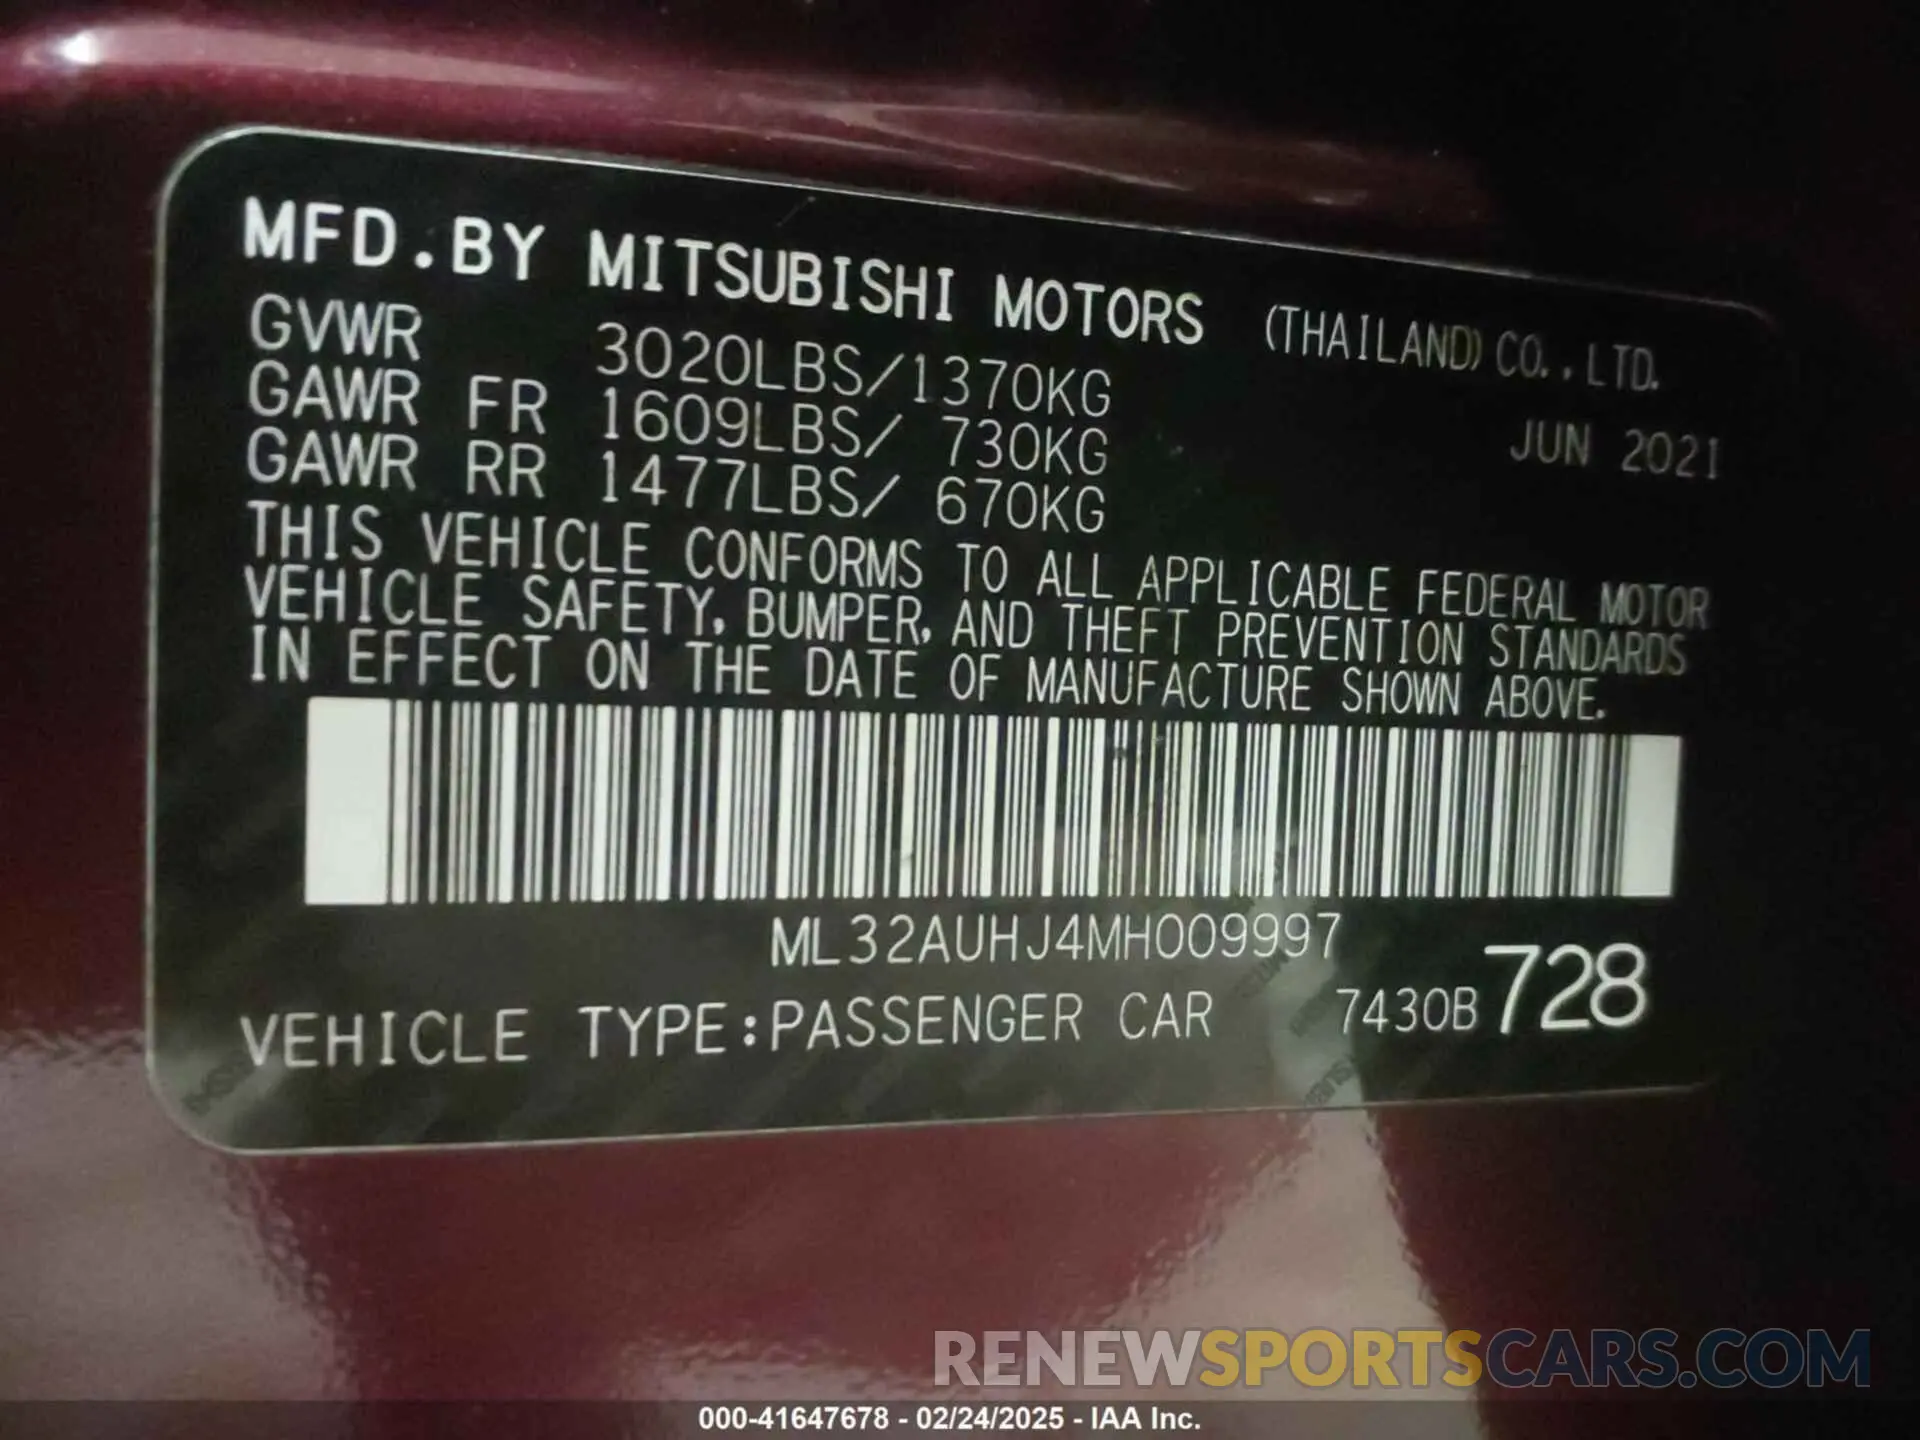 MFD.BY MITSUBISHI MOTORS (THAILAND) CO.,LTD.
GVWR 3020LBS/1370KG
GAWR FR 1609LBS/ 730KG JUN 2021
GAWR RR 1477LBS/ 670KG
THIS VEHICLE CONFORMS TO ALL APPLICABLE FEDERAL MOTOR
VEHICLE SAFETY, BUMPER, AND THEFT PREVENTION STANDARDS
IN EFFECT ON THE DATE OF MANUFACTURE SHOWN ABOVE.
ML32AUHJ4MH009997
VEHICLE TYPE:PASSENGER CAR 7430B 728
RENEWSPORTSCARS.COM
000-41647678 - 02/24/2025 - IAA Inc.